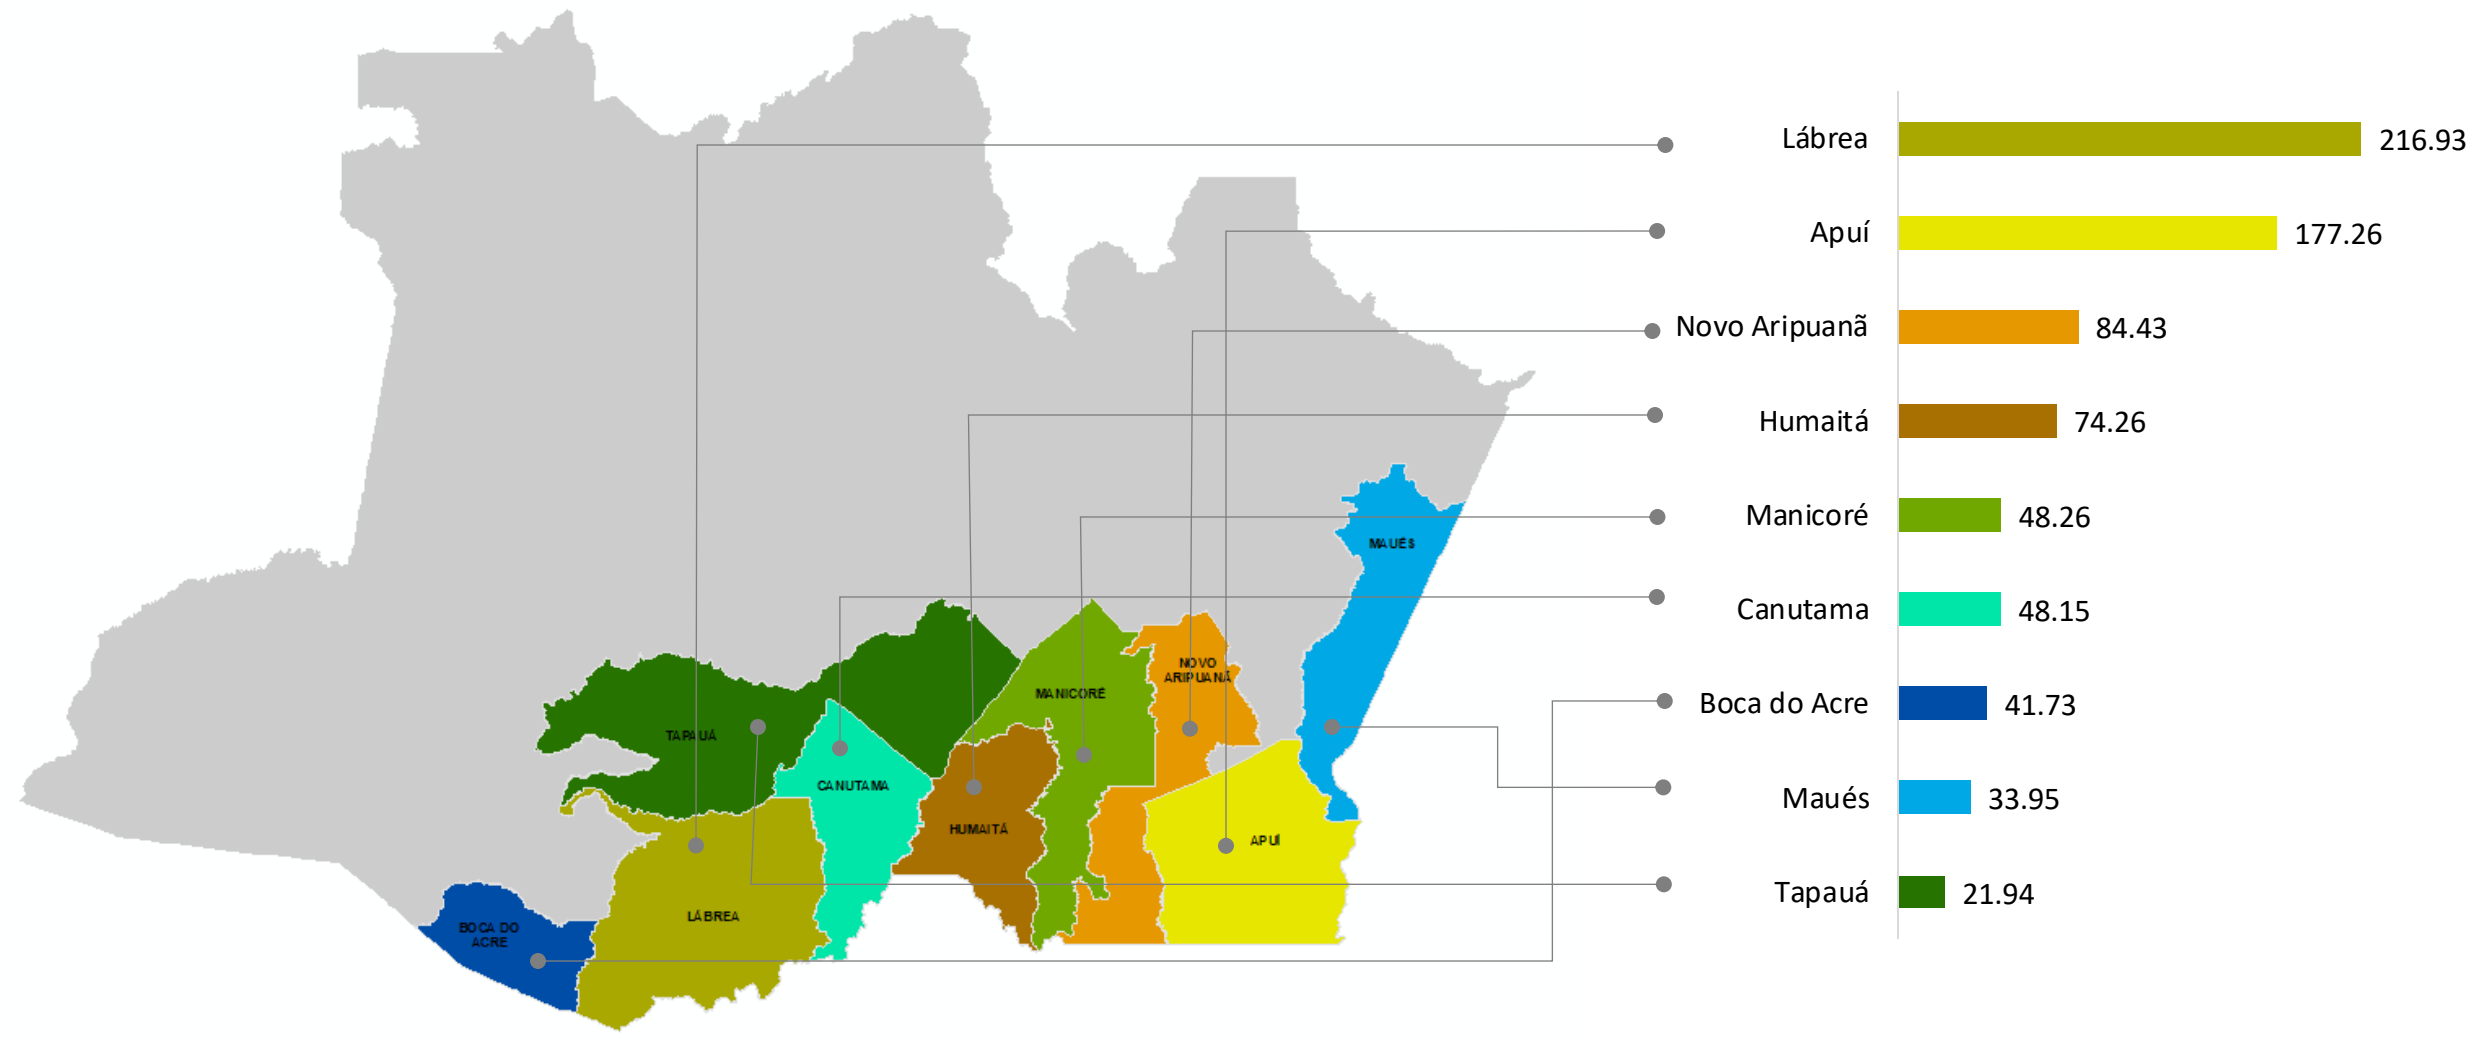 Lábrea 216.93
Apuí 177.26
Novo Aripuanã 84.43
Humaitá 74.26
Manicoré 48.26
Canutama 48.15
Boca do Acre 41.73
Maués 33.95
Tapauá 21.94
MAUÉS
NOVO
ARIPUANÃ
MANICORÉ
TAPAUÁ
CANUTAMA
HUMAITÁ
APUÍ
LÁBREA
BOCA DO
ACRE